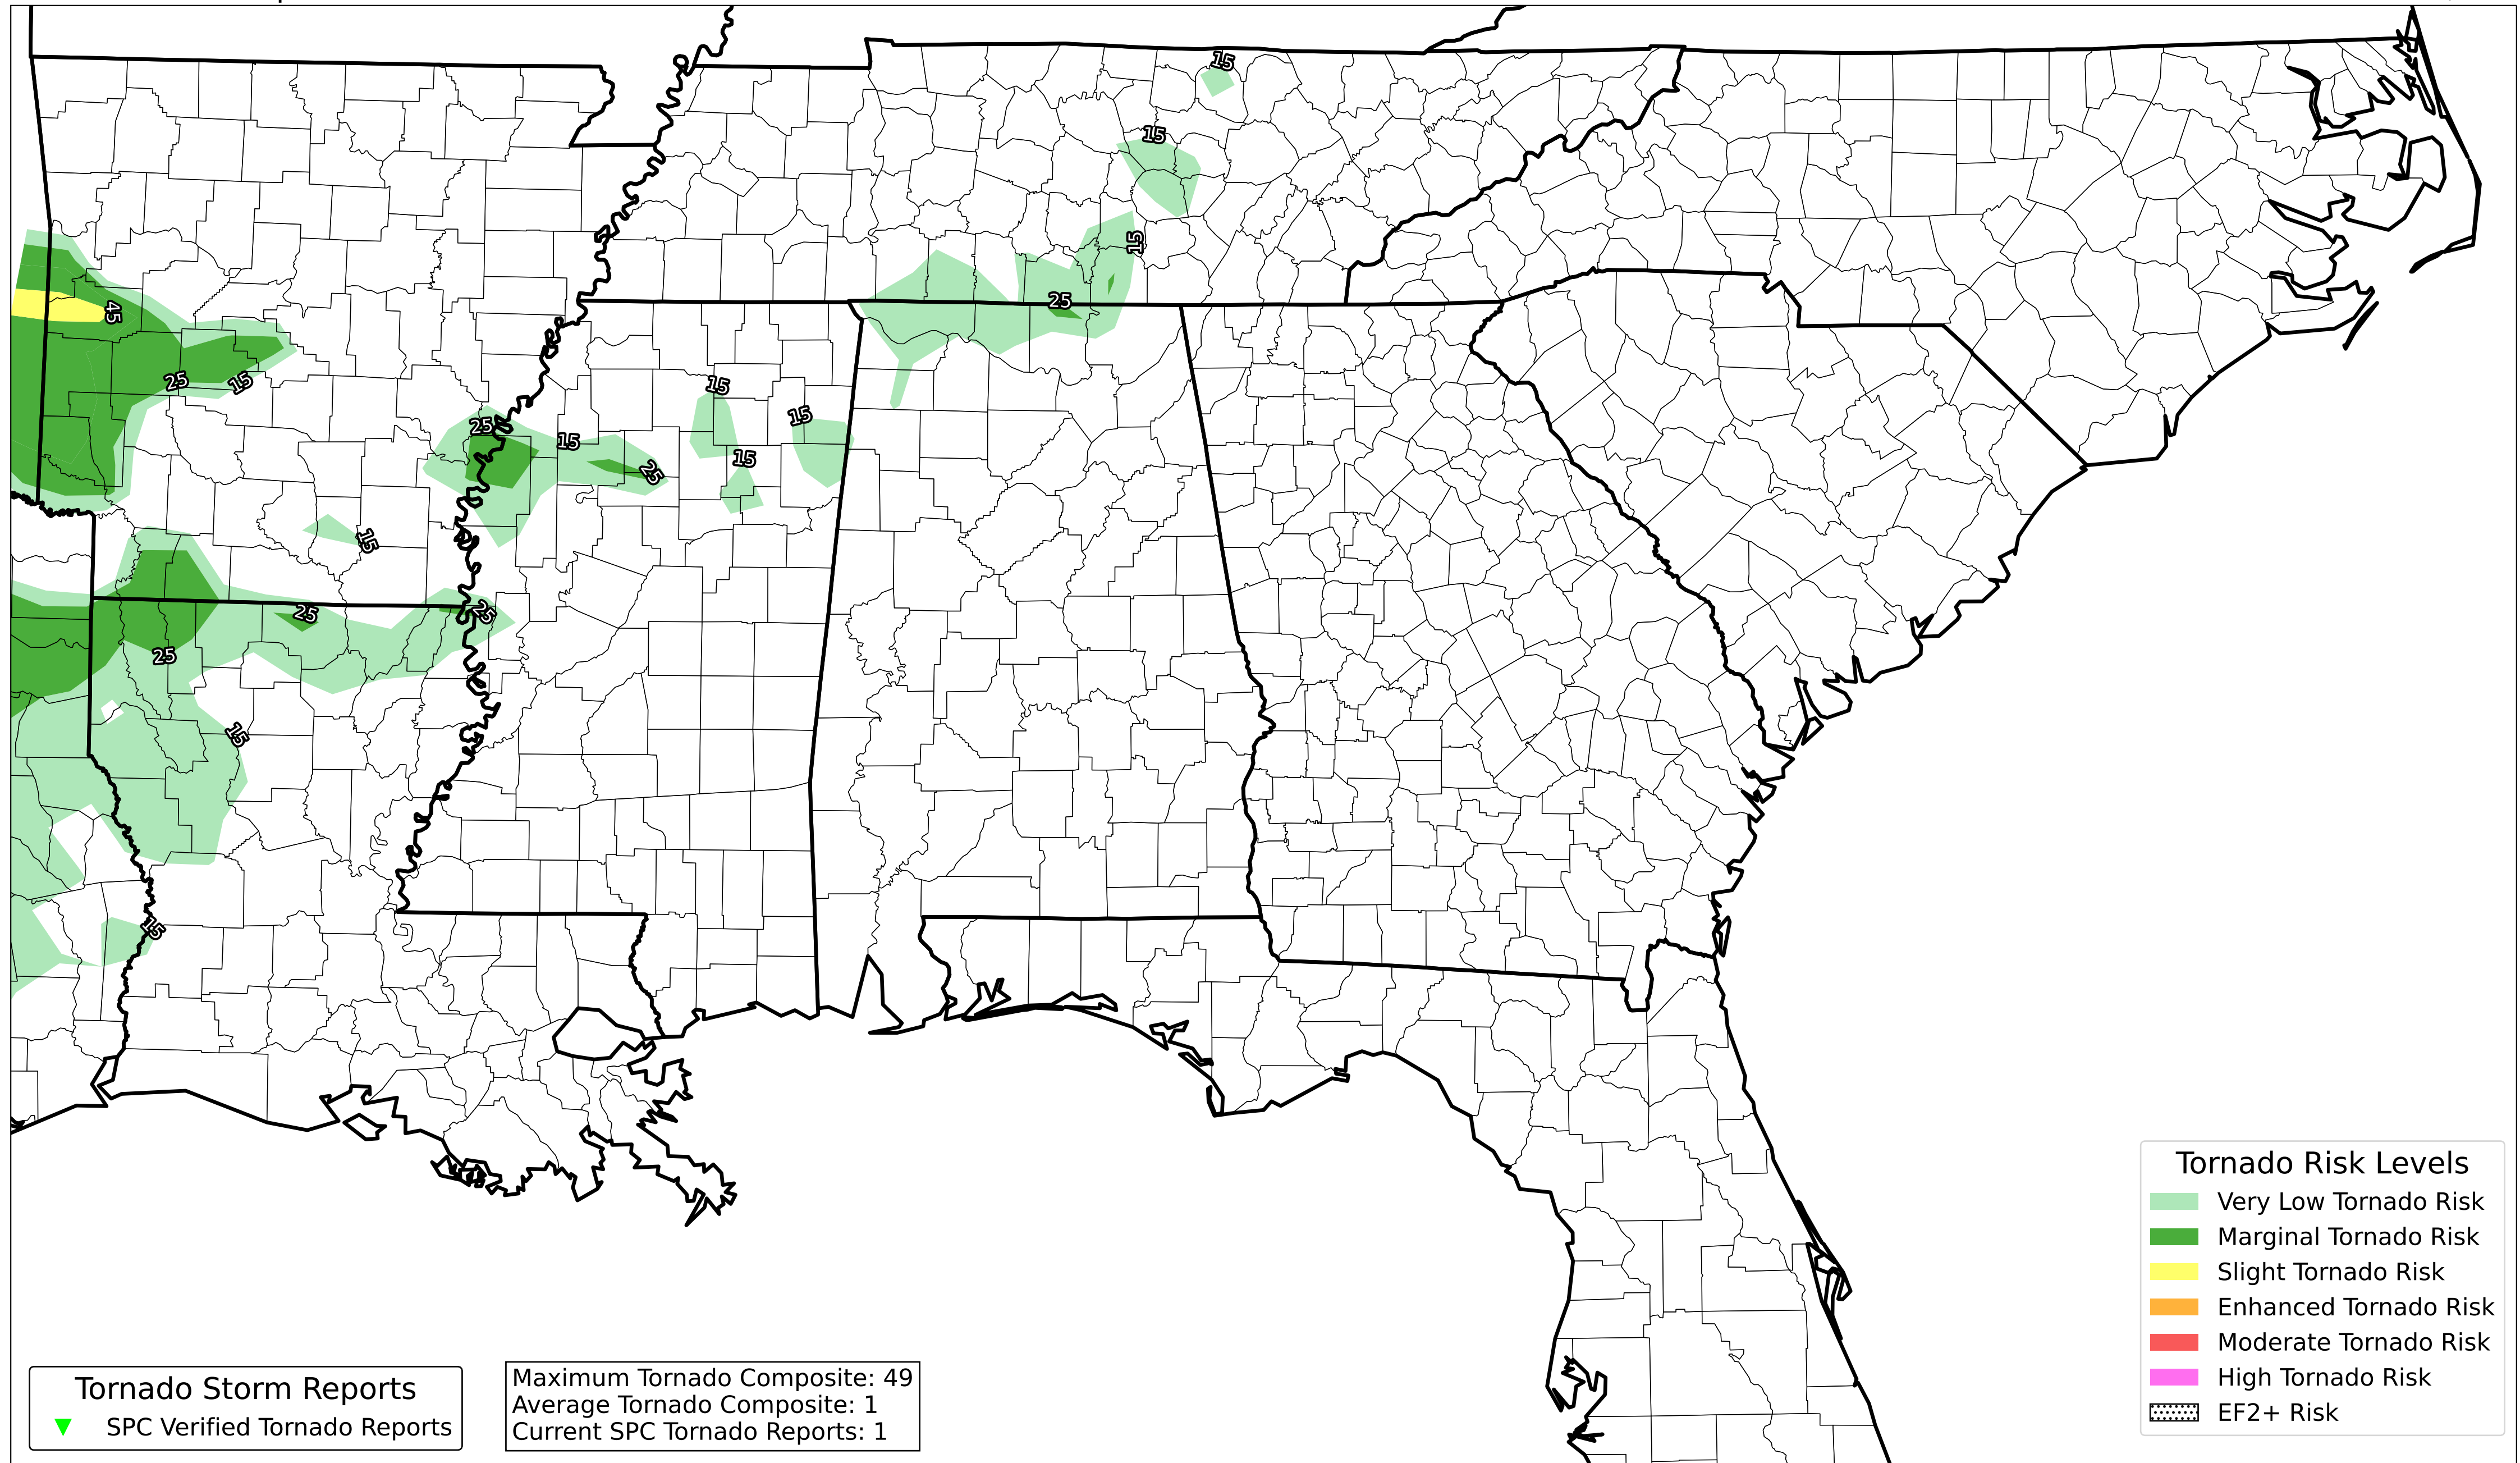 15
15
15
45
25
25
15
15
15
25
15
25
15
25
15
25
25
25
15
15
Tornado Risk Levels
Very Low Tornado Risk
Marginal Tornado Risk
Slight Tornado Risk
Enhanced Tornado Risk
Moderate Tornado Risk
High Tornado Risk
EF2+ Risk
Tornado Storm Reports
SPC Verified Tornado Reports
Maximum Tornado Composite: 49
Average Tornado Composite: 1
Current SPC Tornado Reports: 1